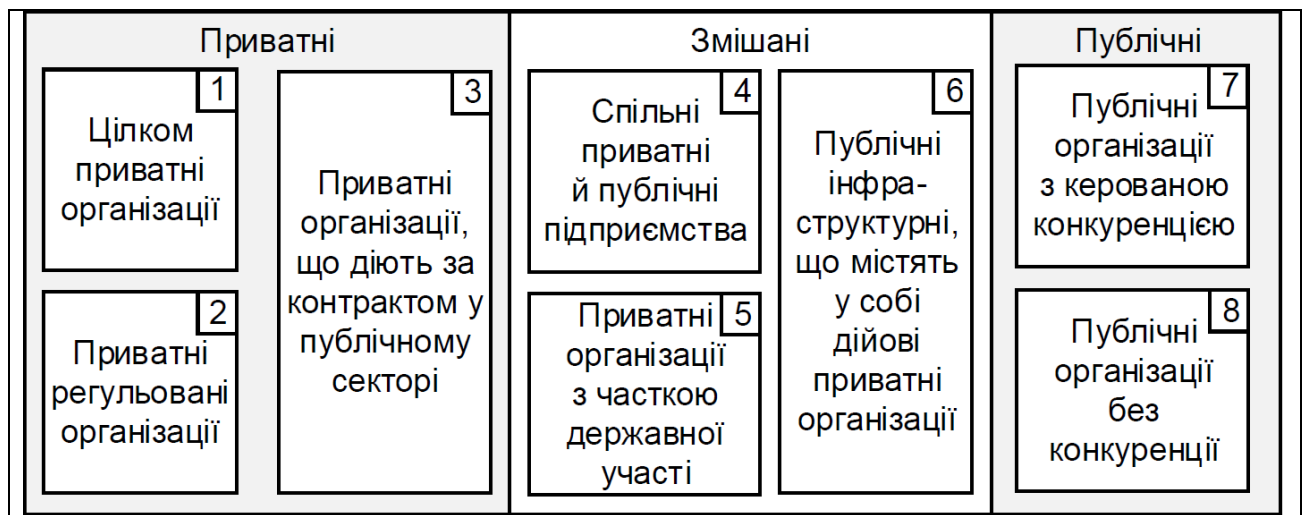 Приватні
1
Цілком
приватні
організації
2
Приватні
регульовані
організації
3
Приватні
організації,
що діють за
контрактом у
публічному
секторі
Змішані
4
Спільні
приватні
й публічні
підприємства
5
Приватні
організації
з часткою
державної
участі
6
Публічні
інфра-
структурні,
що містять
у собі
дійові
приватні
організації
Публічні
7
Публічні
організації
з керованою
конкуренцією
8
Публічні
організації
без
конкуренції